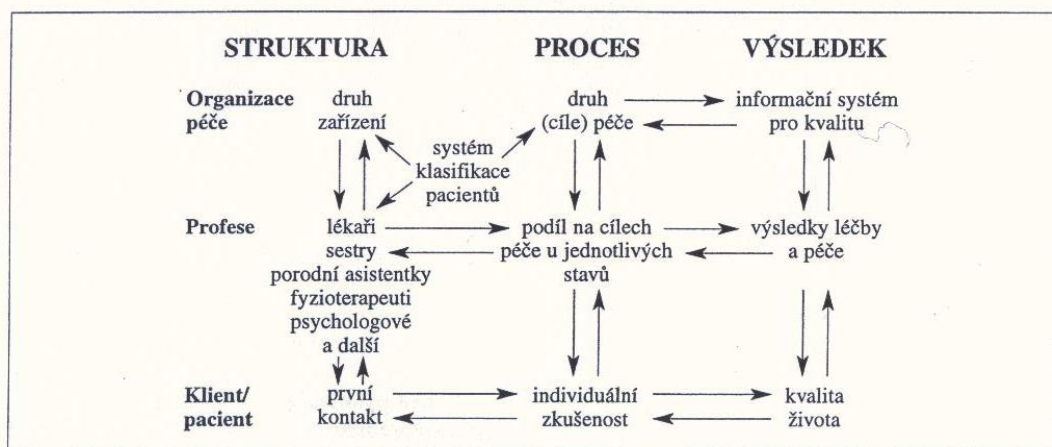 STRUKTURA PROCES VÝSLEDEK
Organizace druh druh informační systém
péče zařízení (cíle) péče pro kvalitu
systém
klasifikace
pacientů
Profese lékaři podíl na cílech výsledky léčby
sestry péče u jednotlivých a péče
porodní asistentky stavů
fyzioterapeuti
psychologové
a další
Klient/ první individuální kvalita
pacient kontakt zkušenost života